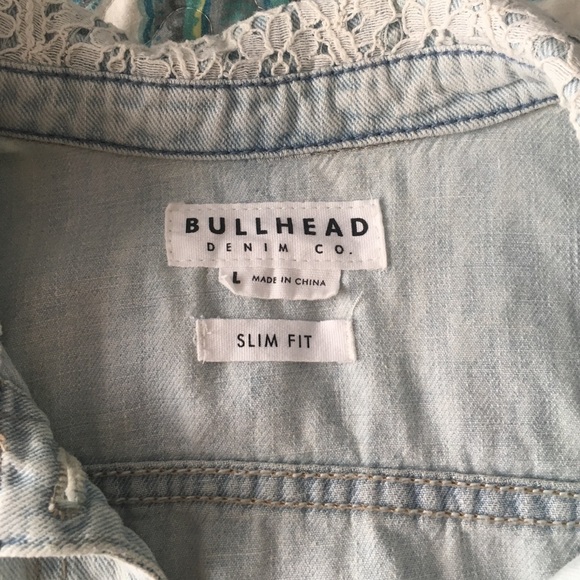 BULLHEAD
DENIM CO.
L MADE IN CHINA
SLIM FIT